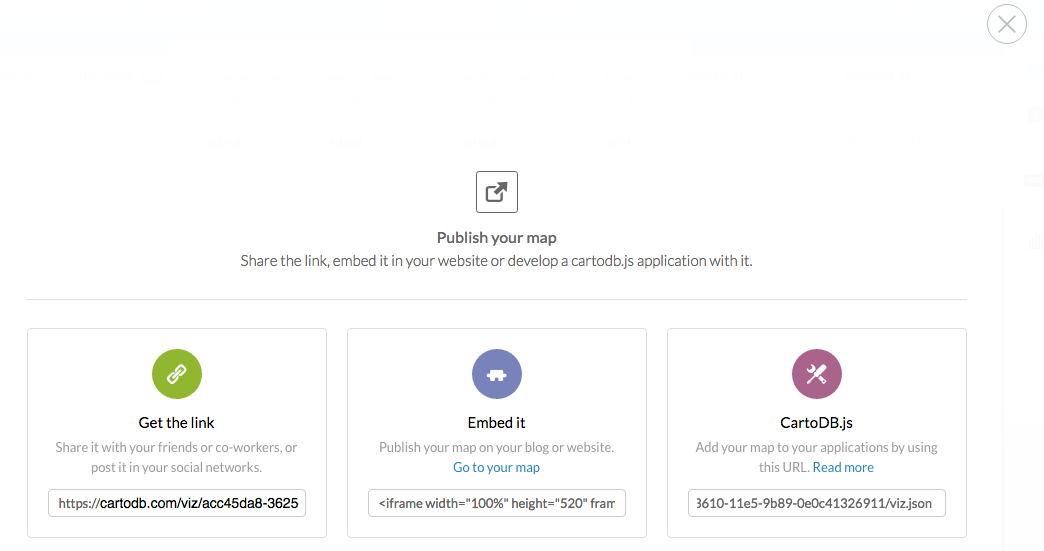 Publish your map
Share the link, embed it in your website or develop a cartodb.js application with it.
Get the link
Share it with your friends or co-workers, or
post it in your social networks.
https://cartodb.com/viz/acc45da8-3625
Embed it
Publish your map on your blog or website.
Go to your map
<iframe width="100%" height="520" fram
CartoDB.js
Add your map to your applications by using
this URL. Read more
3610-11e5-9b89-0e0c41326911/viz.json